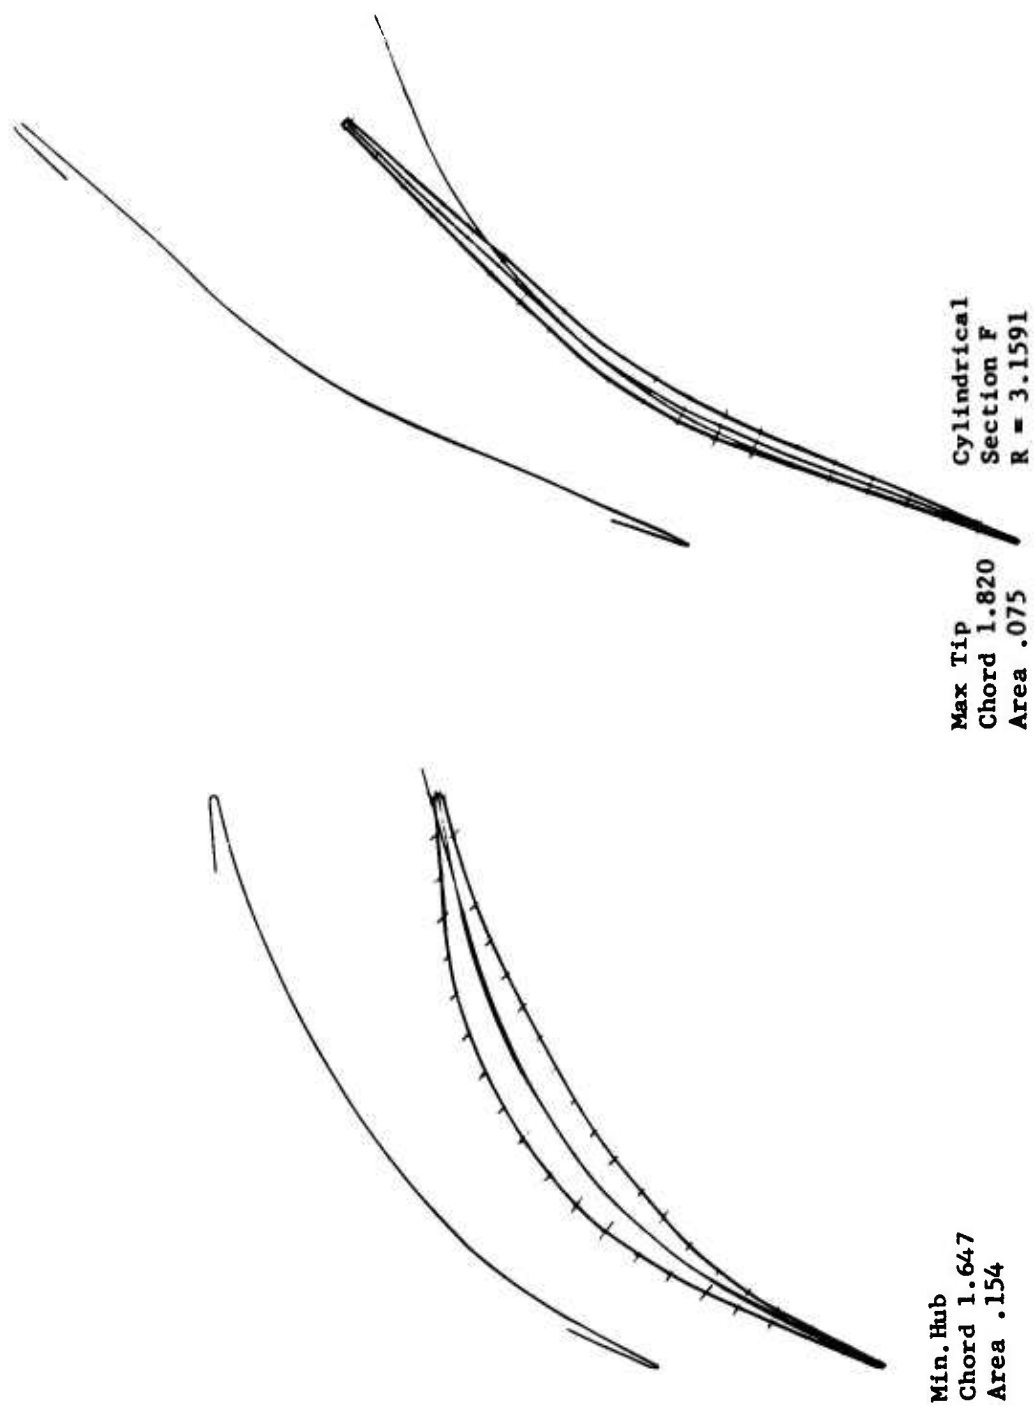 Min.Hub
Chord 1.647
Area .154
Max Tip
Chord 1.820
Area .075
Cylindrical
Section F
R = 3.1591